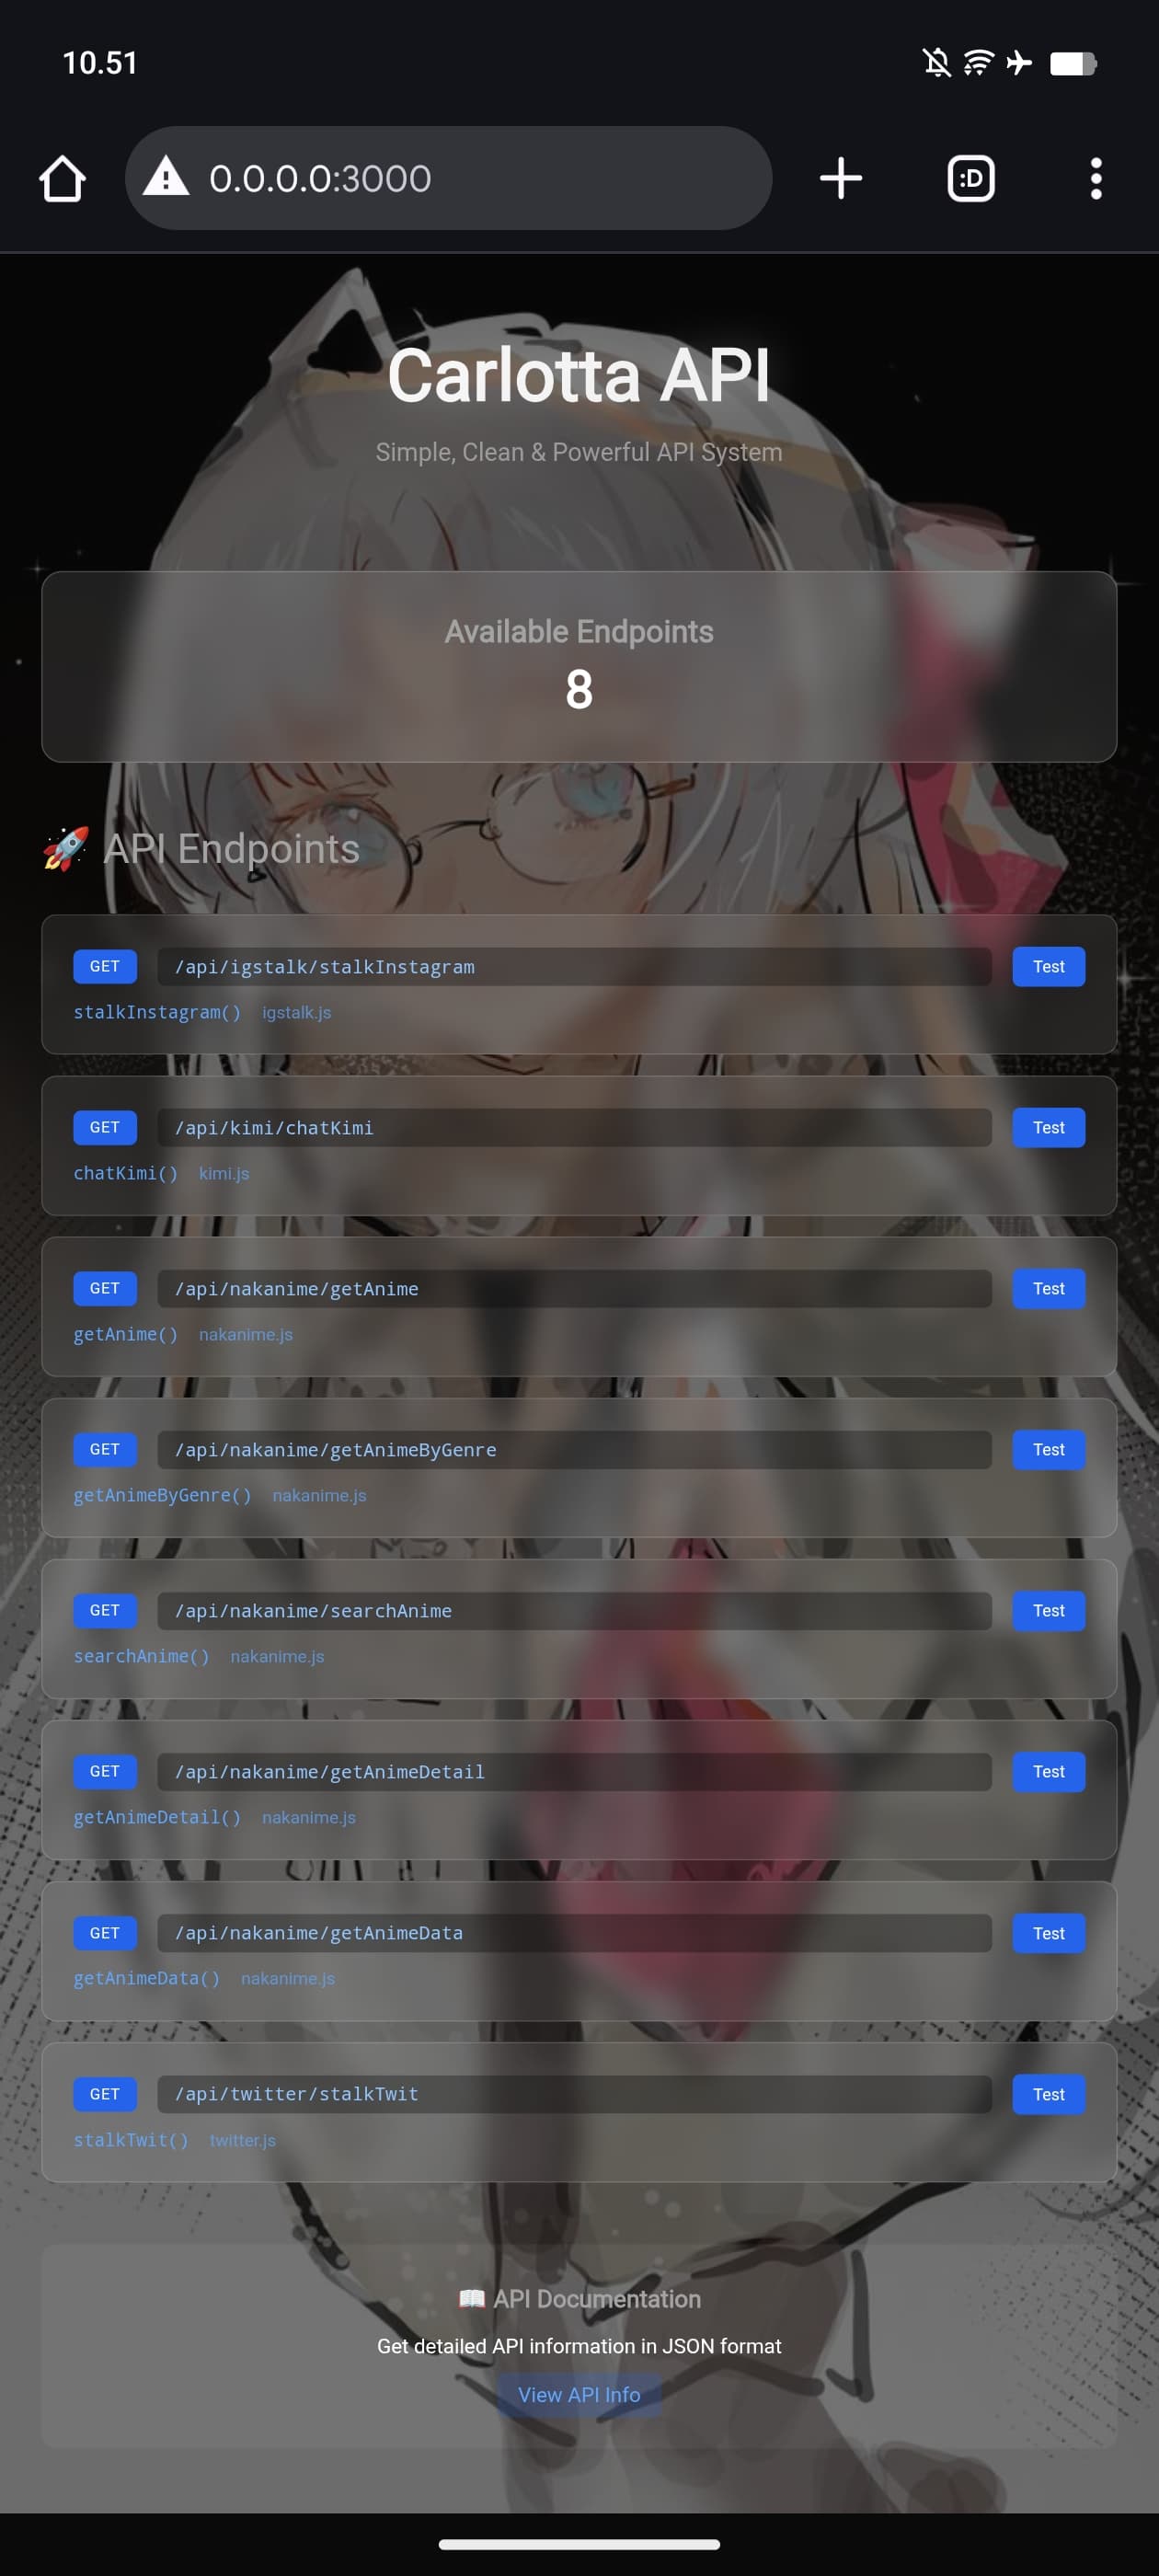 10.51
0.0.0.0:3000
:D
Carlotta API
Simple, Clean & Powerful API System
Available Endpoints
8
🚀 API Endpoints
GET /api/igstalk/stalkInstagram Test
stalkInstagram() igstalk.js
GET /api/kimi/chatKimi Test
chatKimi() kimi.js
GET /api/nakanime/getAnime Test
getAnime() nakanime.js
GET /api/nakanime/getAnimeByGenre Test
getAnimeByGenre() nakanime.js
GET /api/nakanime/searchAnime Test
searchAnime() nakanime.js
GET /api/nakanime/getAnimeDetail Test
getAnimeDetail() nakanime.js
GET /api/nakanime/getAnimeData Test
getAnimeData() nakanime.js
GET /api/twitter/stalkTwit Test
stalkTwit() twitter.js
📖 API Documentation
Get detailed API information in JSON format
View API Info